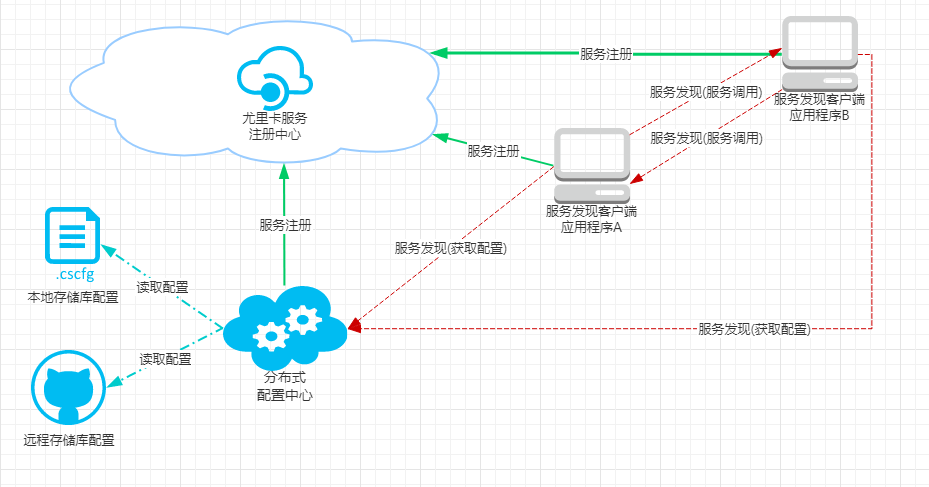 服务注册
服务发现客户端
应用程序B
服务发现(服务调用)
尤里卡服务
注册中心
服务发现(服务调用)
服务注册
服务发现客户端
应用程序A
服务注册
服务发现(获取配置)
.cscfg
本地存储库配置
读取配置
服务发现(获取配置)
读取配置
分布式
配置中心
远程存储库配置